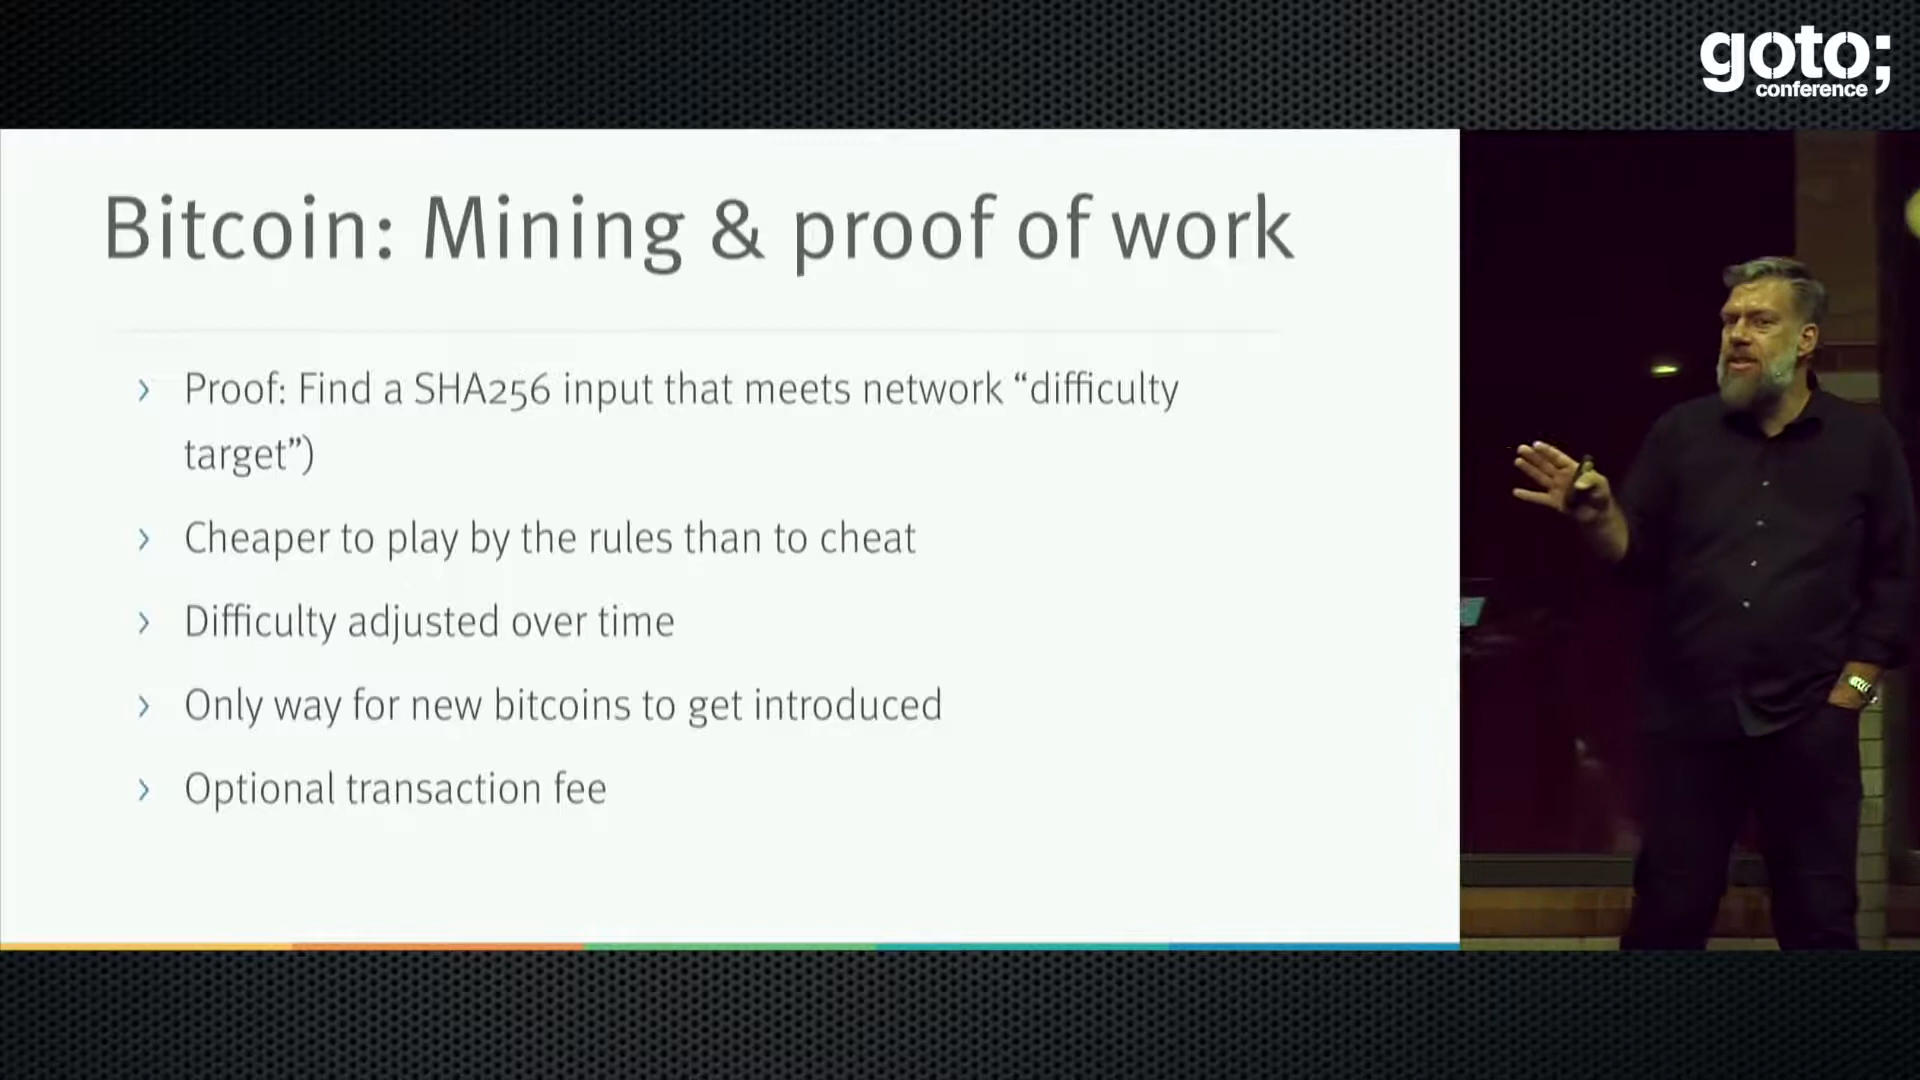 goto;
conference
Bitcoin: Mining & proof of work
› Proof: Find a SHA256 input that meets network “difficulty
target”)
› Cheaper to play by the rules than to cheat
› Difficulty adjusted over time
› Only way for new bitcoins to get introduced
› Optional transaction fee